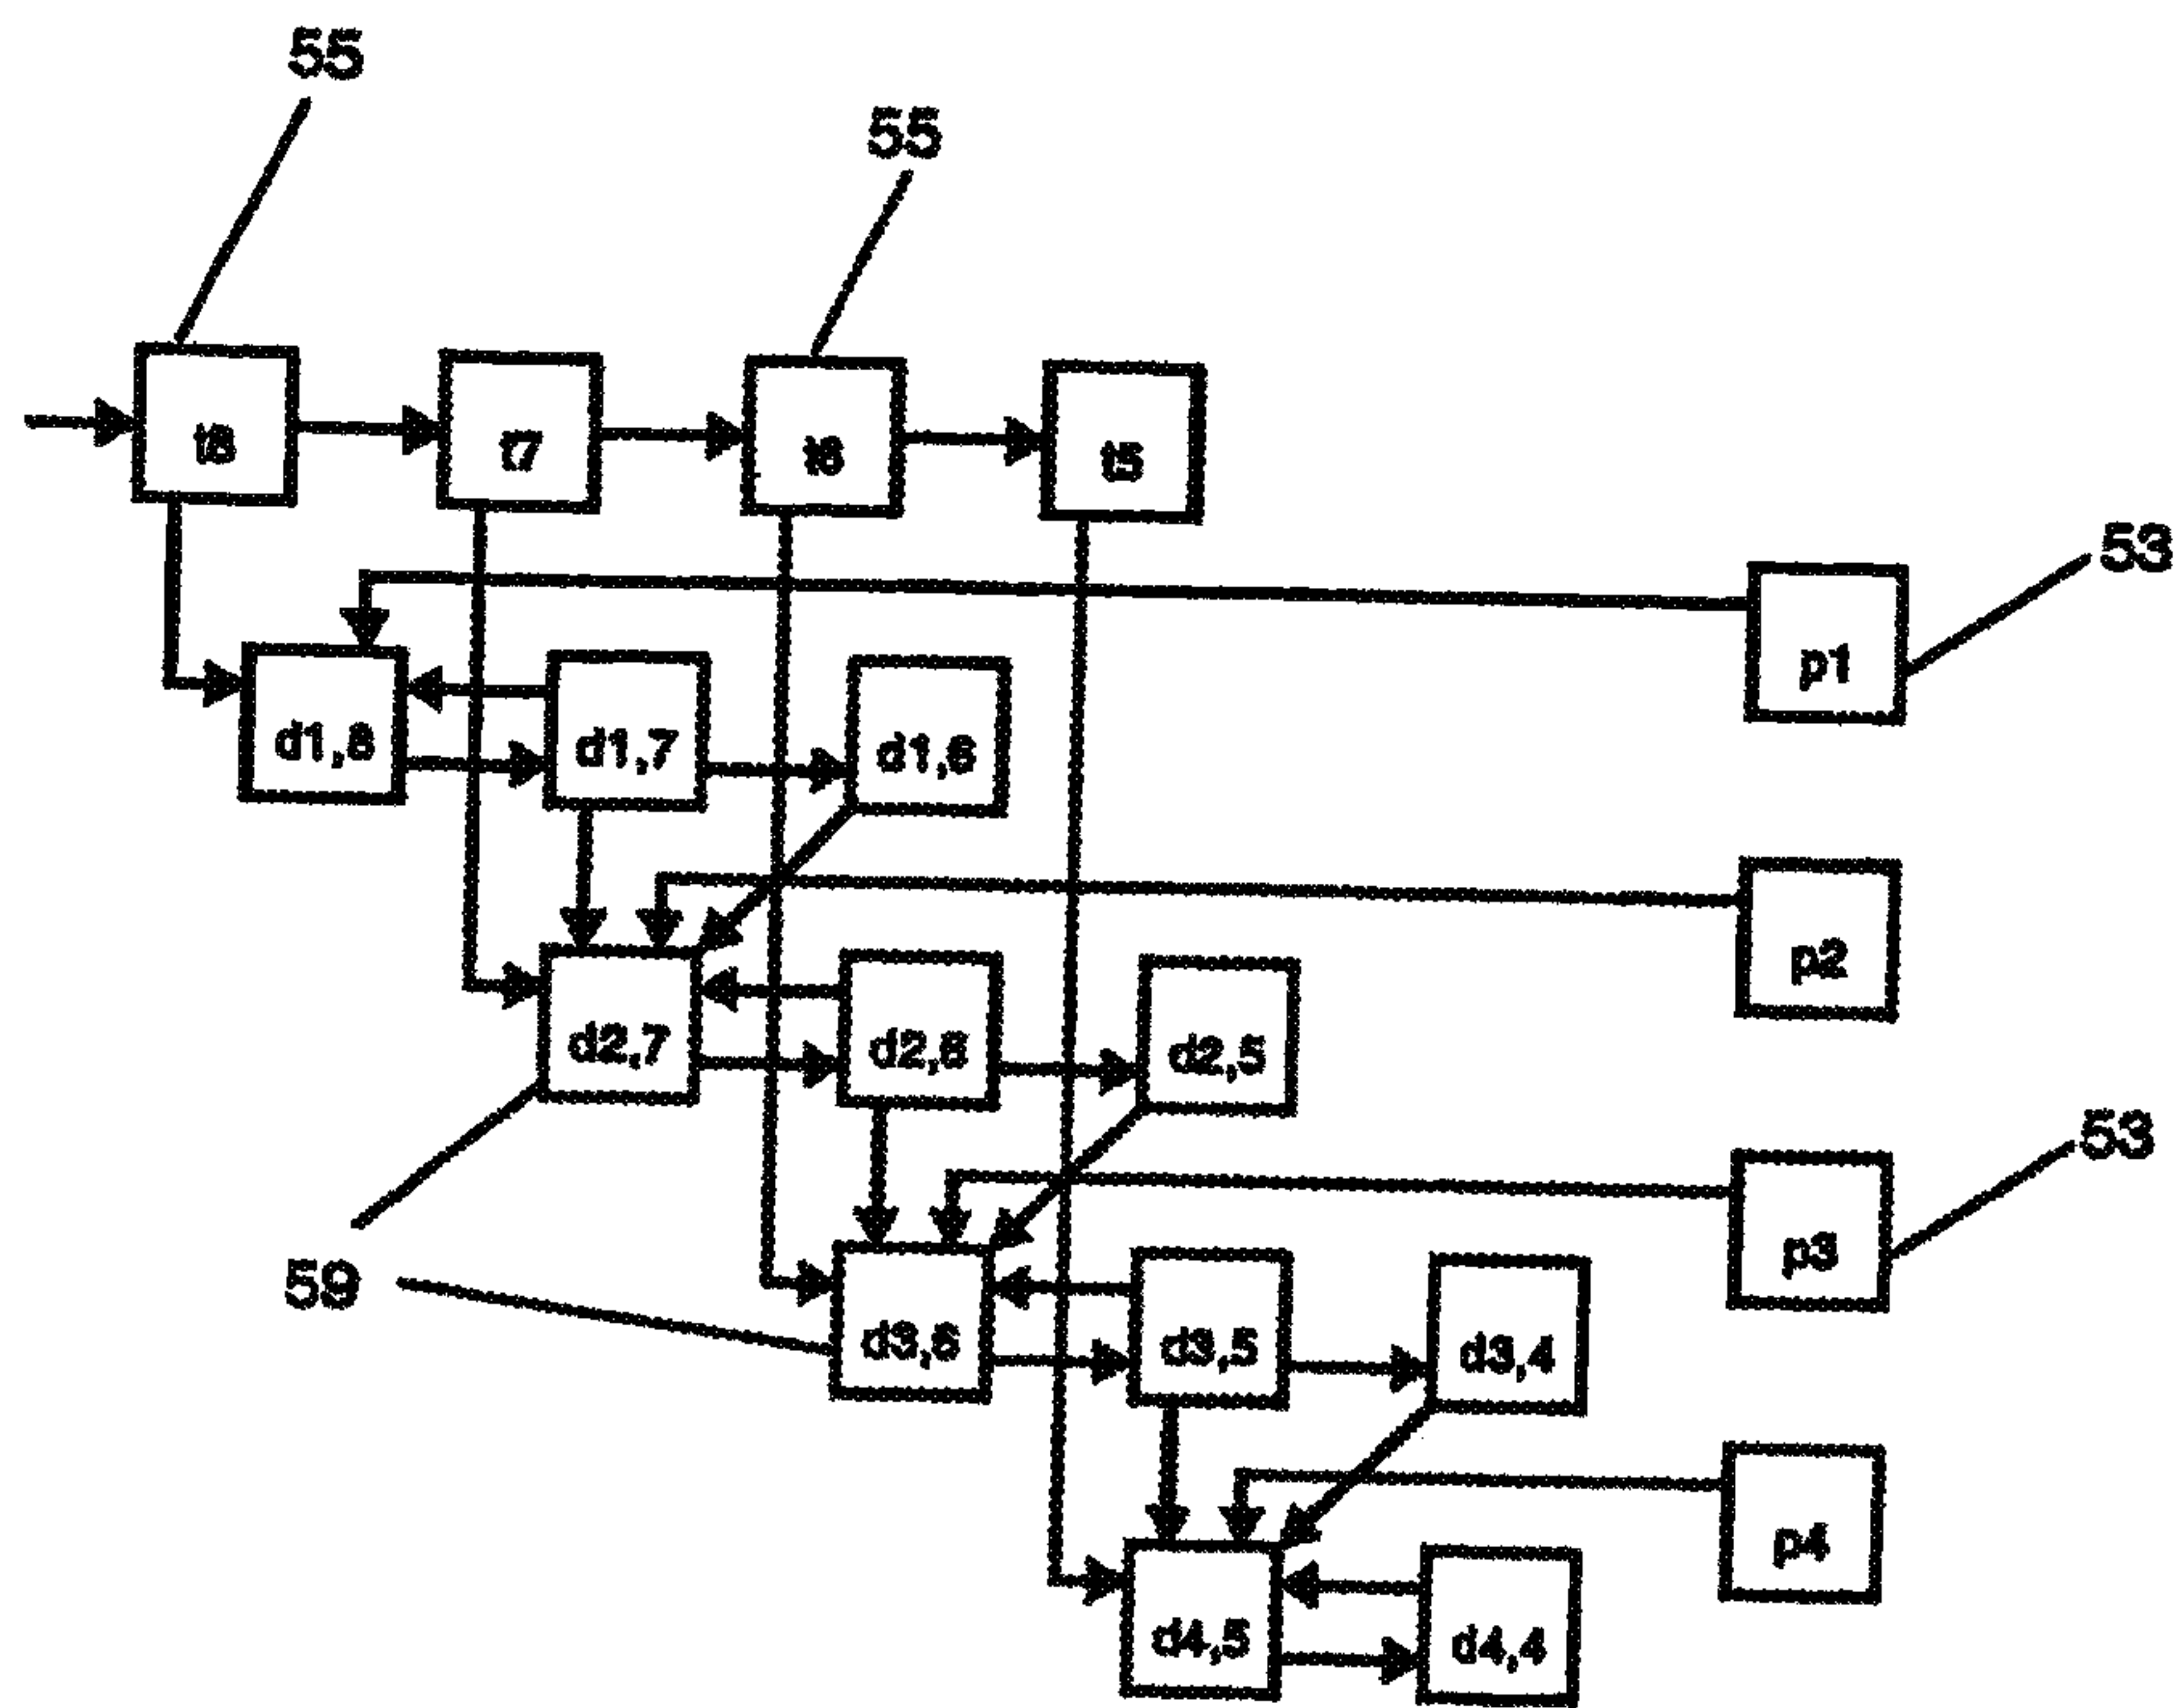 55
55
t8
t7
t6
t5
53
p1
d1,8
d1,7
d1,6
p2
d2,7
d2,6
d2,5
53
p3
59
d3,6
d3,5
d3,4
p4
d4,5
d4,4